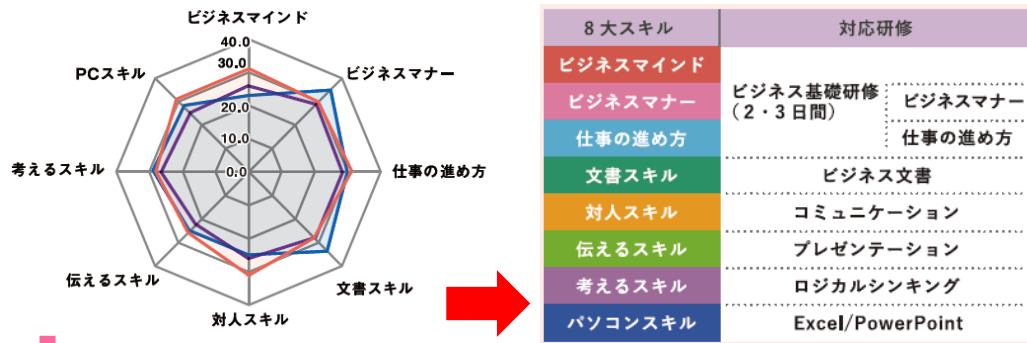 ビジネスマインド
40.0
30.0
20.0
10.0
0.0
ビジネスマナー
仕事の進め方
文書スキル
対人スキル
伝えるスキル
考えるスキル
PCスキル
8大スキル 対応研修
ビジネスマインド
ビジネスマナー
仕事の進め方
ビジネス基礎研修
(2・3日間)
ビジネスマナー
仕事の進め方
文書スキル ビジネス文書
対人スキル コミュニケーション
伝えるスキル プレゼンテーション
考えるスキル ロジカルシンキング
パソコンスキル Excel/PowerPoint